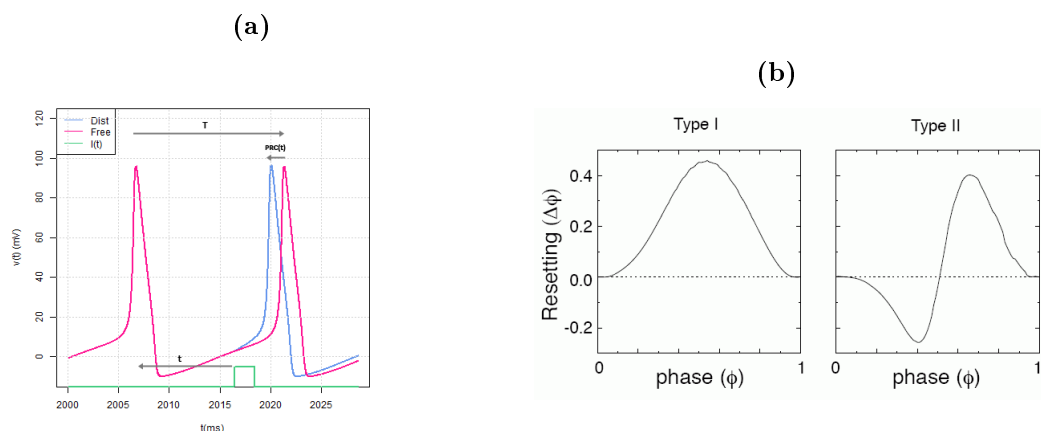 (a)
120
100
80
60
40
20
0
v(t) (mV)
Dist
Free
I(t)
T
PRC(t)
t
2000 2005 2010 2015 2020 2025
t(ms)
(b)
Type I Type II
Resetting (Δϕ)
0.4
0.2
0.0
-0.2
0 1 0 1
phase (ϕ) phase (ϕ)